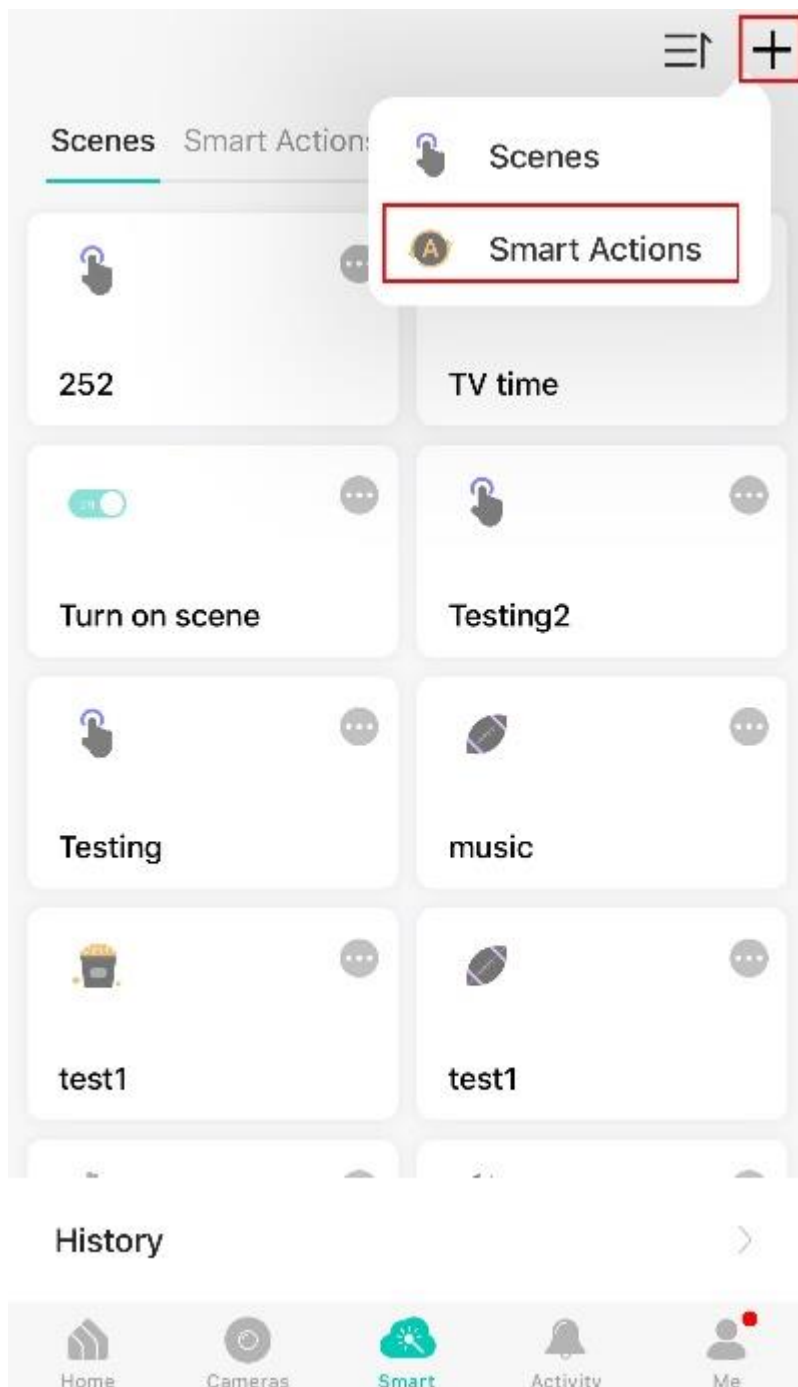 Scenes Smart Actions
Scenes
Smart Actions
252
TV time
Turn on scene
Testing2
Testing
music
test1
test1
History
Home Cameras Smart Activity Me